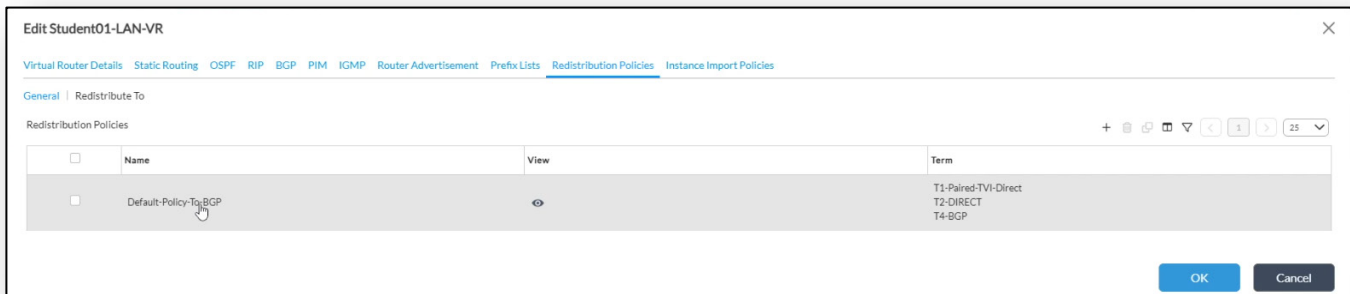 Edit Student01-LAN-VR
Virtual Router Details Static Routing OSPF RIP BGP PIM IGMP Router Advertisement Prefix Lists Redistribution Policies Instance Import Policies
General | Redistribute To
Redistribution Policies 1 25
Name View Term
Default-Policy-To-BGP
T1-Paired-TVI-Direct
T2-DIRECT
T4-BGP
OK Cancel